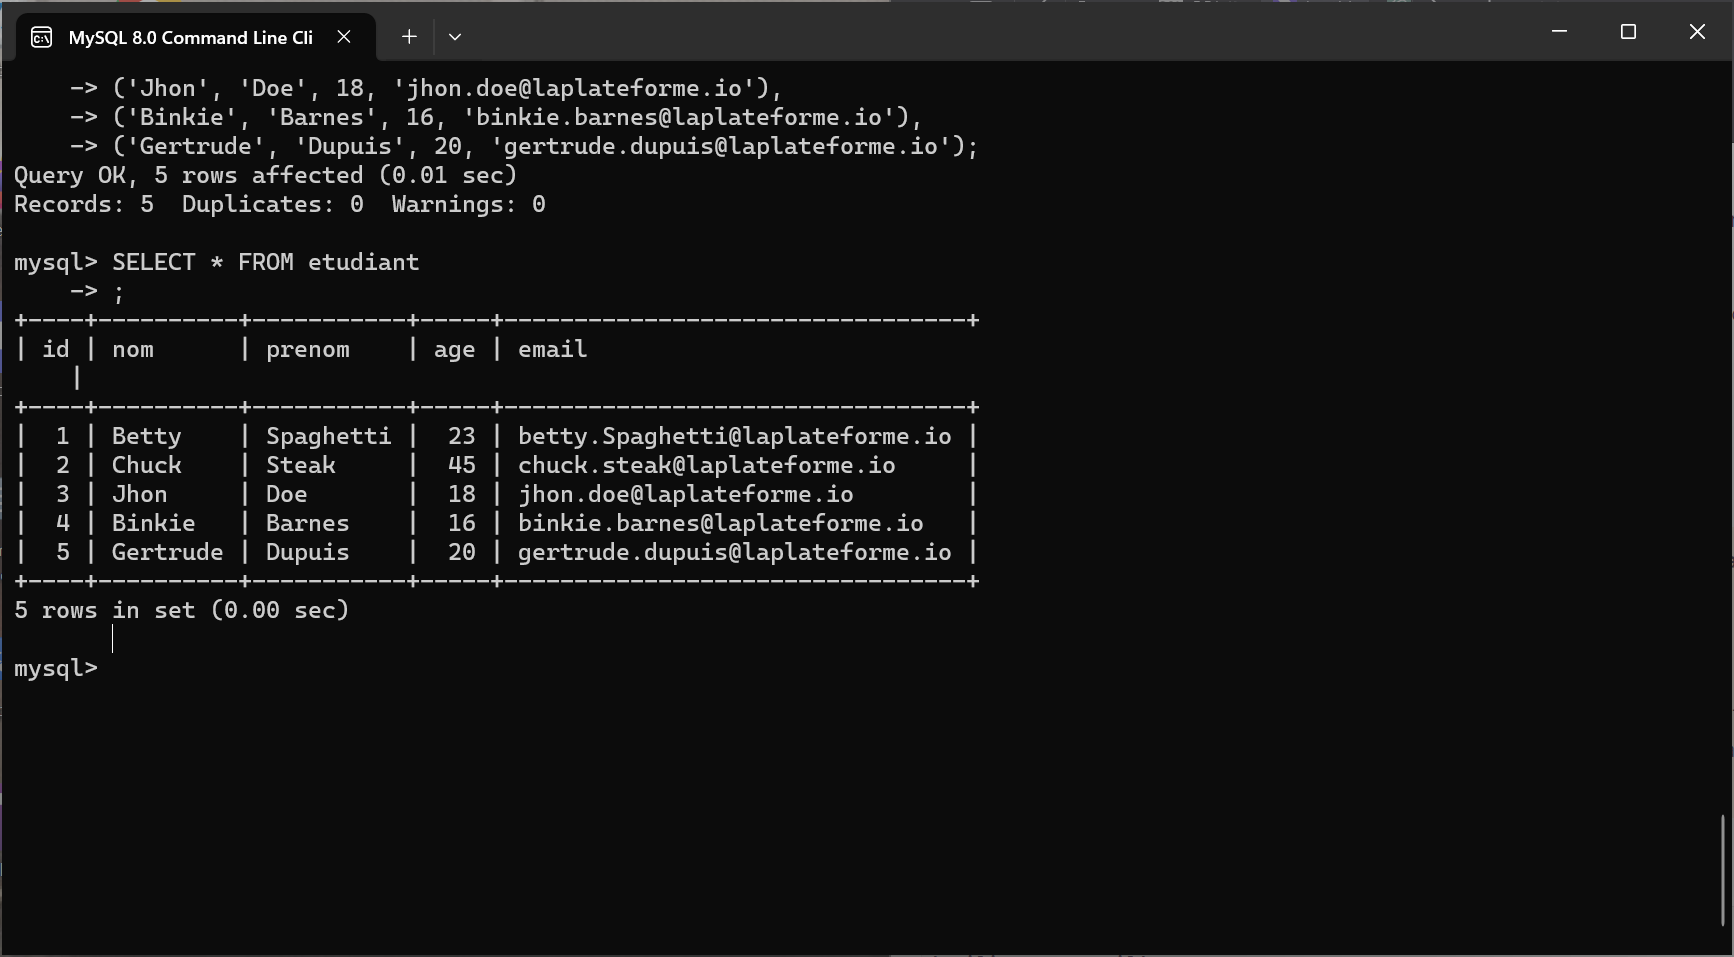 MySQL 8.0 Command Line Cli
    -> ('Jhon', 'Doe', 18, 'jhon.doe@laplateforme.io'),
    -> ('Binkie', 'Barnes', 16, 'binkie.barnes@laplateforme.io'),
    -> ('Gertrude', 'Dupuis', 20, 'gertrude.dupuis@laplateforme.io');
Query OK, 5 rows affected (0.01 sec)
Records: 5  Duplicates: 0  Warnings: 0
mysql> SELECT * FROM etudiant
    -> ;
+----+----------+-----------+-----+---------------------------------+
| id | nom      | prenom    | age | email
    |
+----+----------+-----------+-----+---------------------------------+
|  1 | Betty    | Spaghetti |  23 | betty.Spaghetti@laplateforme.io |
|  2 | Chuck    | Steak     |  45 | chuck.steak@laplateforme.io     |
|  3 | Jhon     | Doe       |  18 | jhon.doe@laplateforme.io        |
|  4 | Binkie   | Barnes    |  16 | binkie.barnes@laplateforme.io   |
|  5 | Gertrude | Dupuis    |  20 | gertrude.dupuis@laplateforme.io |
+----+----------+-----------+-----+---------------------------------+
5 rows in set (0.00 sec)
mysql>